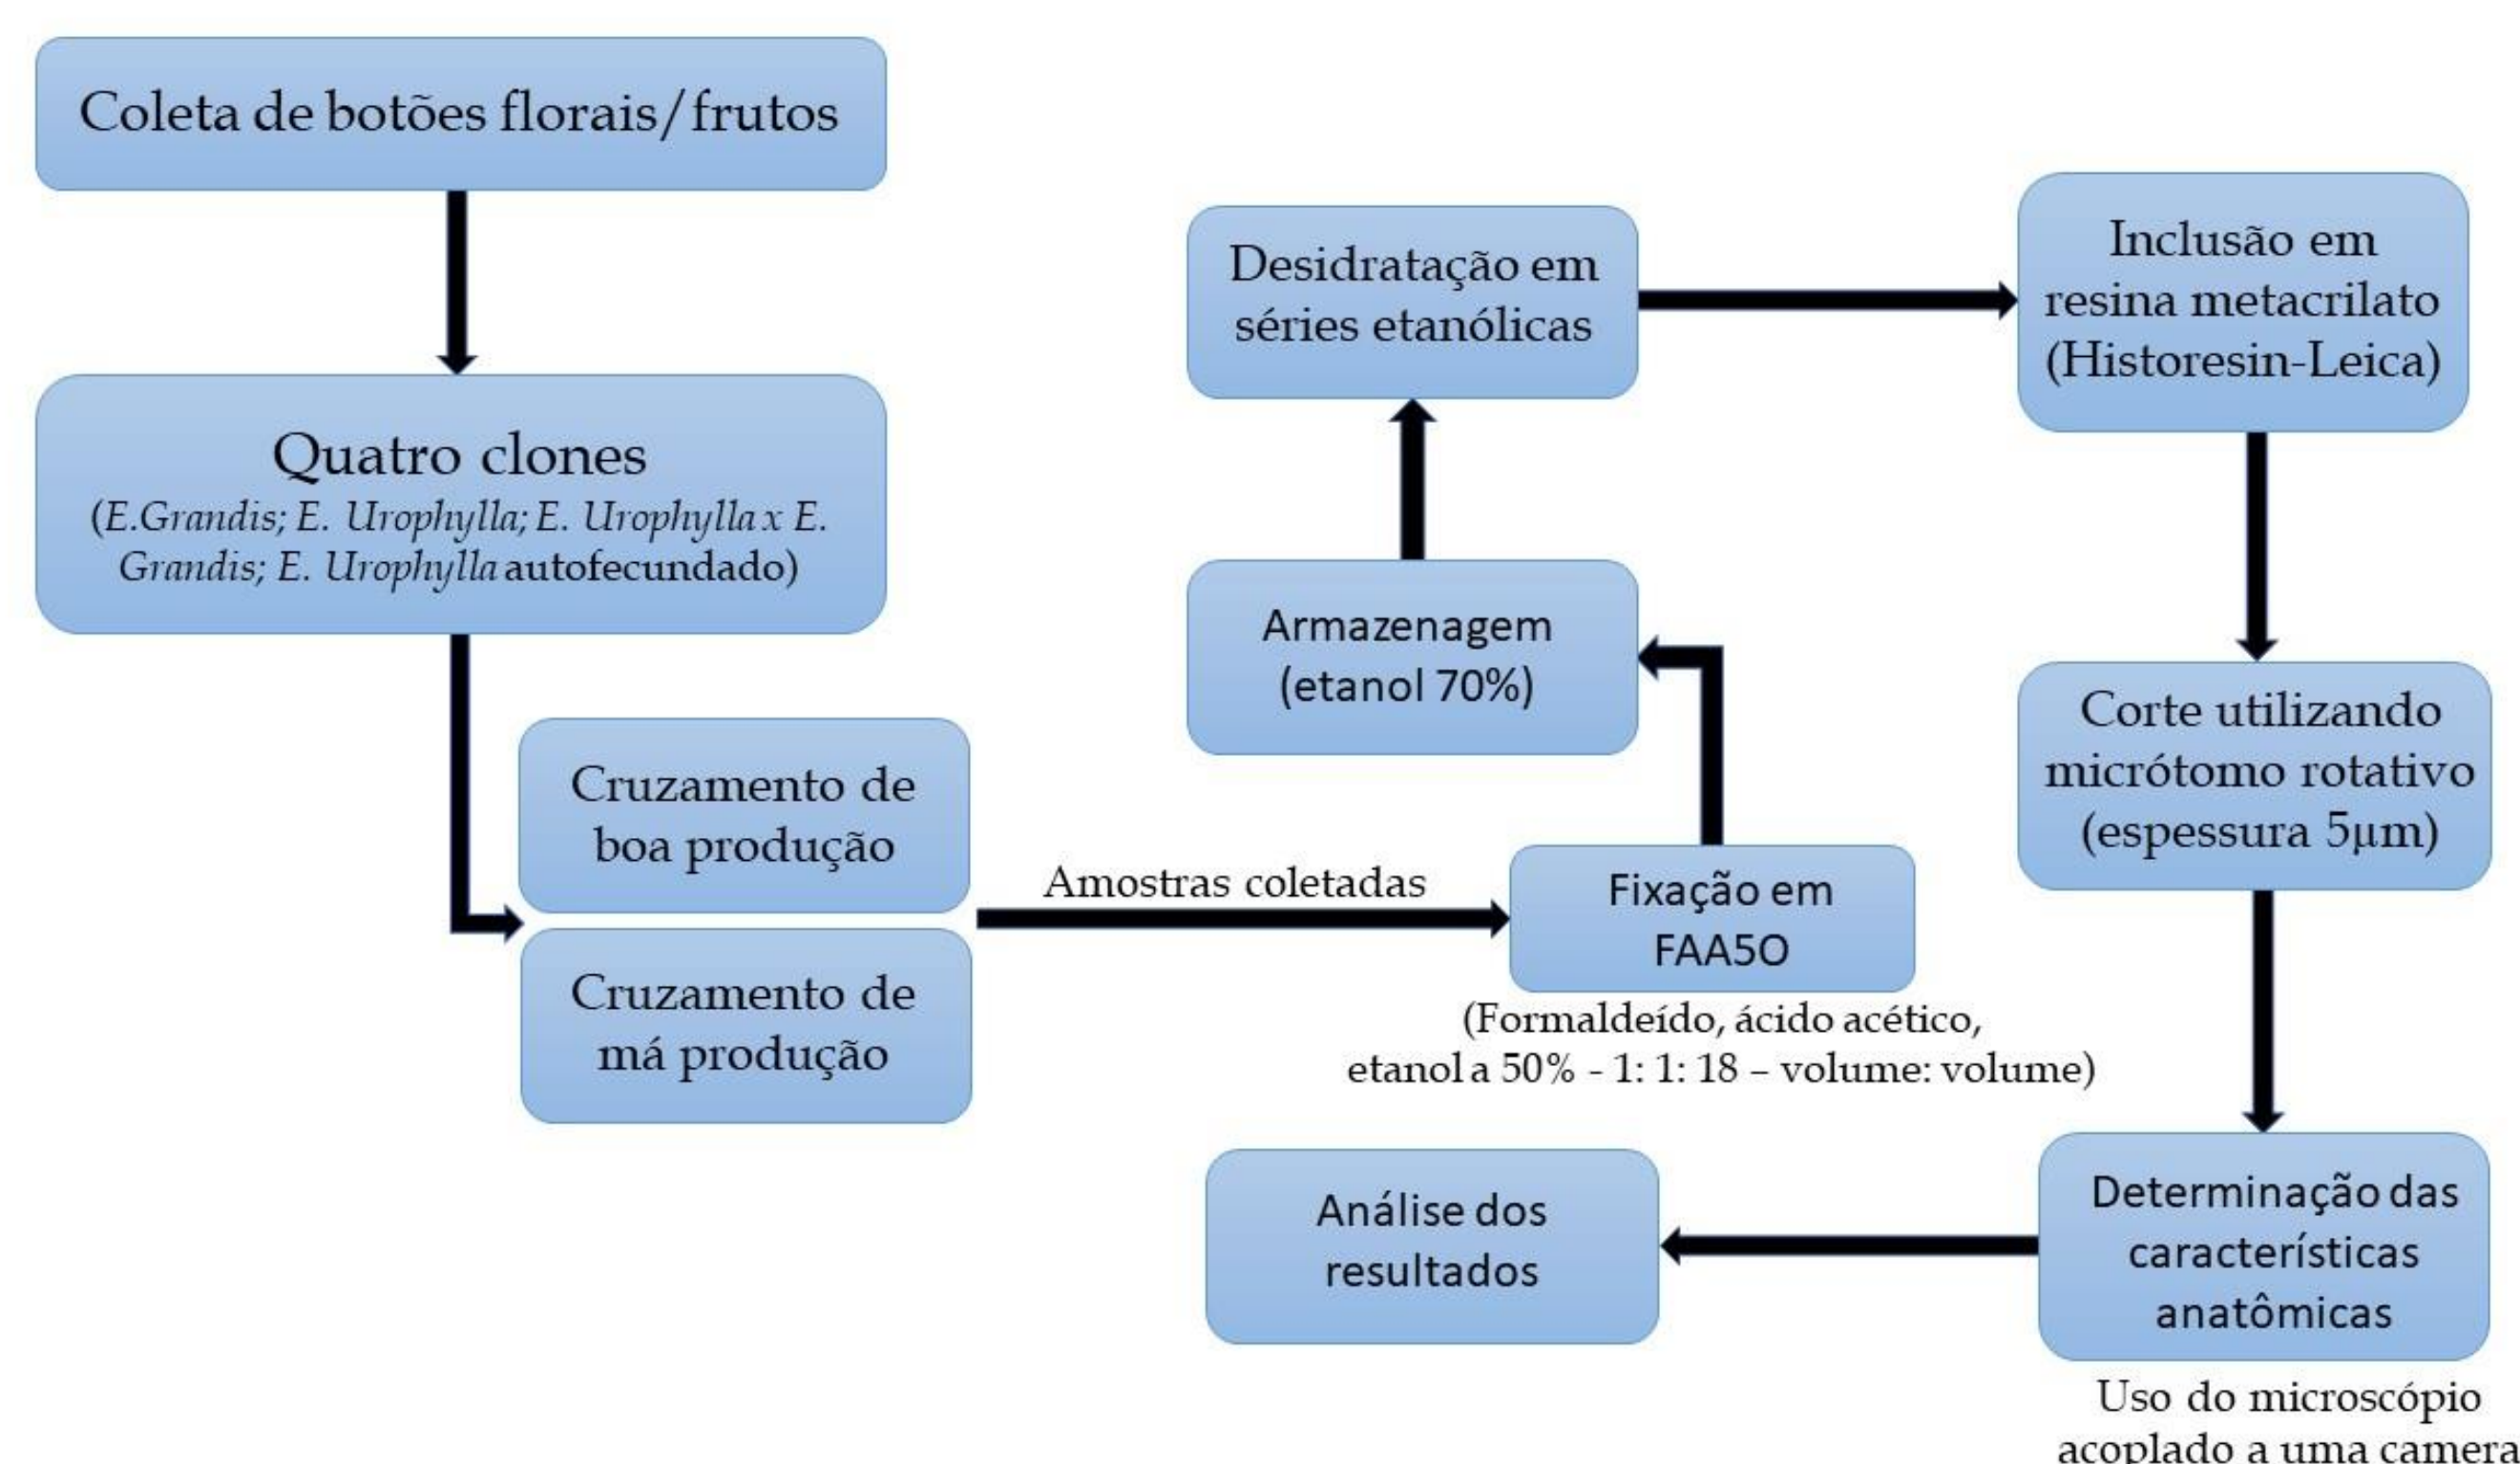 Coleta de botões florais/frutos
Quatro clones
(E.Grandis; E. Urophylla; E. Urophylla x E.
Grandis; E. Urophylla autofecundado)
Cruzamento de
boa produção
Cruzamento de
má produção
Amostras coletadas
Fixação em
FAA5O
(Formaldeído, ácido acético,
etanol a 50% - 1: 1: 18 – volume: volume)
Armazenagem
(etanol 70%)
Desidratação em
séries etanólicas
Inclusão em
resina metacrilato
(Historesin-Leica)
Corte utilizando
micrótomo rotativo
(espessura 5µm)
Determinação das
características
anatômicas
Uso do microscópio
acoplado a uma camera
Análise dos
resultados